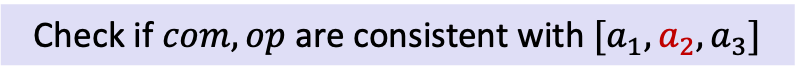 Check if com, op are consistent with [a₁, a₂, a₃]